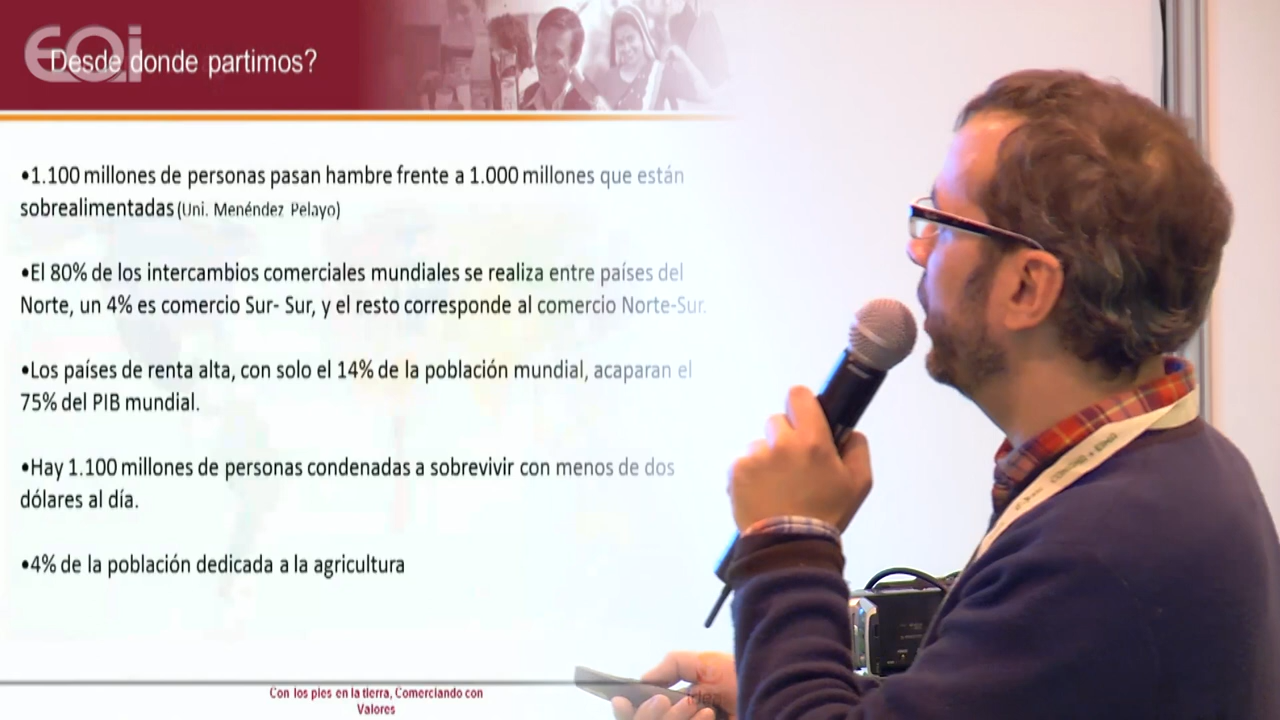 EOi
Desde donde partimos?
•1.100 millones de personas pasan hambre frente a 1.000 millones que están
sobrealimentadas (Uni. Menéndez Pelayo)
•El 80% de los intercambios comerciales mundiales se realiza entre países del
Norte, un 4% es comercio Sur- Sur, y el resto corresponde al comercio Norte-Sur.
•Los países de renta alta, con solo el 14% de la población mundial, acaparan el
75% del PIB mundial.
•Hay 1.100 millones de personas condenadas a sobrevivir con menos de dos
dólares al día.
•4% de la población dedicada a la agricultura
Con los pies en la tierra, Comerciando con
Valores